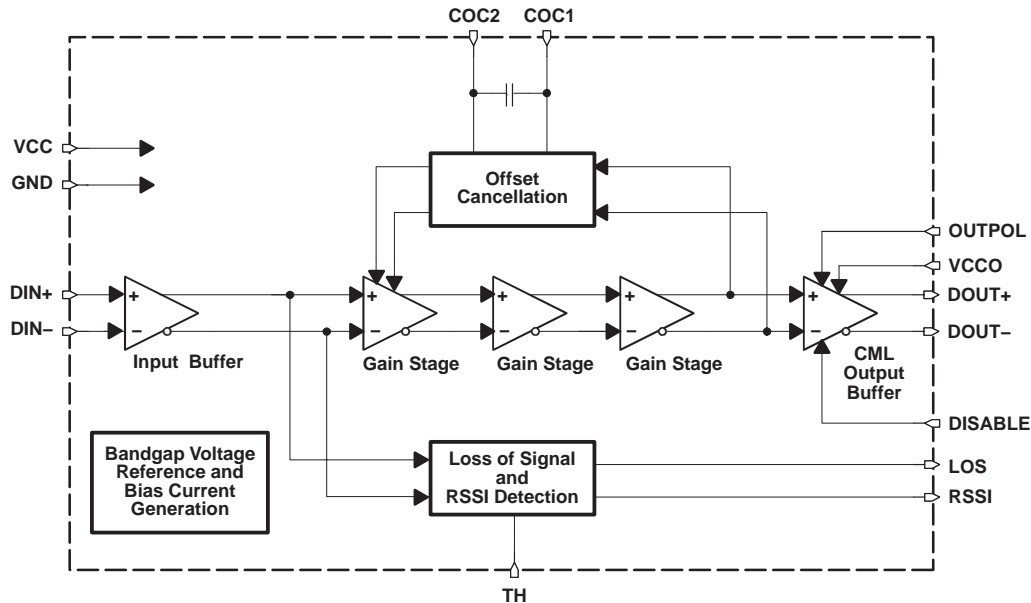 COC2 COC1
VCC
GND
Offset
Cancellation
OUTPOL
VCCO
DIN+
+
+
+
+
+
DOUT+
DIN−
−
−
−
−
−
DOUT−
Input Buffer
Gain Stage
Gain Stage
Gain Stage
CML
Output
Buffer
DISABLE
Bandgap Voltage
Reference and
Bias Current
Generation
Loss of Signal
and
RSSI Detection
LOS
RSSI
TH